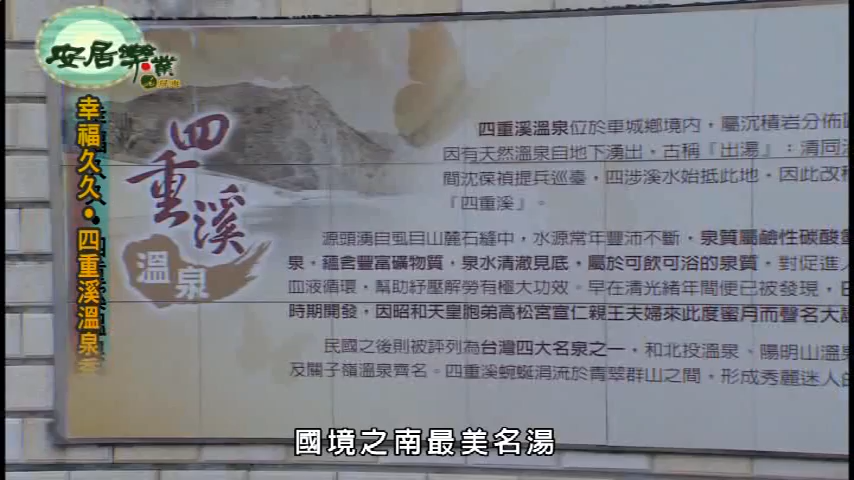 安居樂業
幸福久久•四重溪溫泉
四重溪
溫泉
四重溪溫泉位於車城鄉境內，屬沉積岩分佈
因有天然溫泉自地下湧出，古稱『出湯』；清同
間沈葆禎提兵巡臺，四涉溪水始抵此地，因此改
『四重溪』。
源頭湧自虱目山麓石縫中，水源常年豐沛不斷，泉質屬鹼性碳酸
泉，蘊含豐富礦物質，泉水清澈見底，屬於可飲可浴的泉質，對促進
血液循環，幫助紓壓解勞有極大功效。早在清光緒年間便已被發現，
時期開發，因昭和天皇胞弟高松宮宣仁親王夫婦來此度蜜月而聲名大
民國之後則被評列為台灣四大名泉之一，和北投溫泉、陽明山溫
及關子嶺溫泉齊名。四重溪蜿蜒涓流於青翠群山之間，形成秀麗迷人
國境之南最美名湯